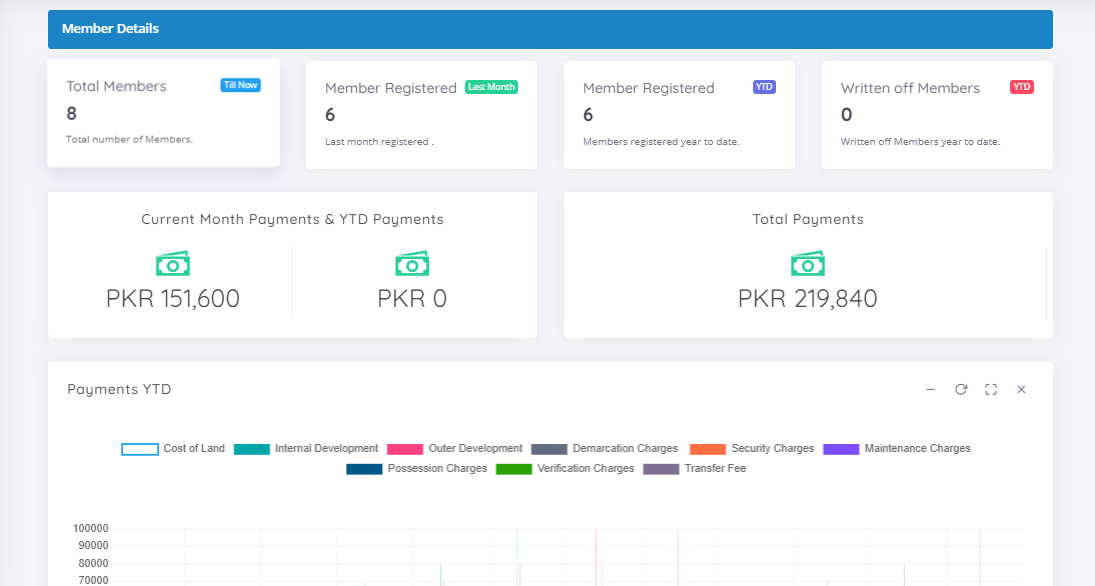 Member Details
Total Members Till Now
8
Total number of Members.
Member Registered Last Month
6
Last month registered .
Member Registered YTD
6
Members registered year to date.
Written off Members YTD
0
Written off Members year to date.
Current Month Payments & YTD Payments
PKR 151,600 PKR 0
Total Payments
PKR 219,840
Payments YTD
Cost of Land Internal Development Outer Development Demarcation Charges Security Charges Maintenance Charges
Possession Charges Verification Charges Transfer Fee
100000
90000
80000
70000